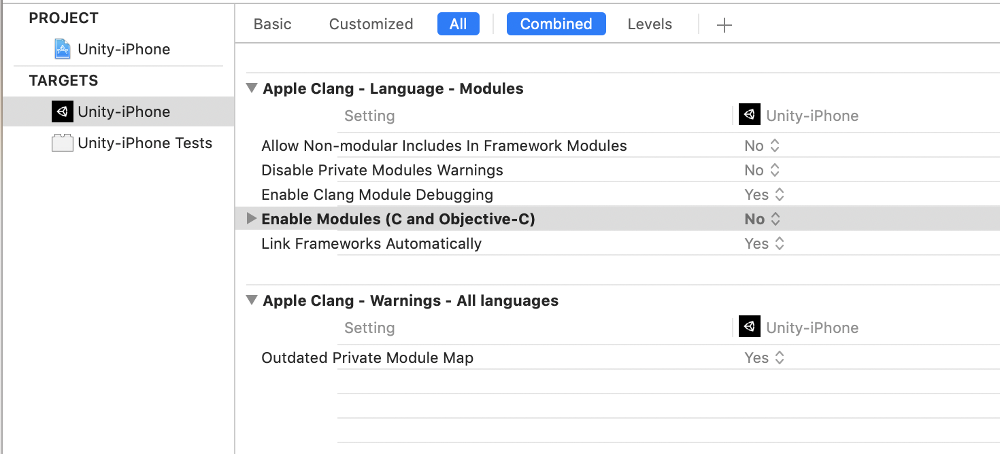 PROJECT
Unity-iPhone
TARGETS
Unity-iPhone
Unity-iPhone Tests
Basic Customized All Combined Levels +
Apple Clang - Language - Modules
Setting Unity-iPhone
Allow Non-modular Includes In Framework Modules No
Disable Private Modules Warnings No
Enable Clang Module Debugging Yes
Enable Modules (C and Objective-C) No
Link Frameworks Automatically Yes
Apple Clang - Warnings - All languages
Setting Unity-iPhone
Outdated Private Module Map Yes